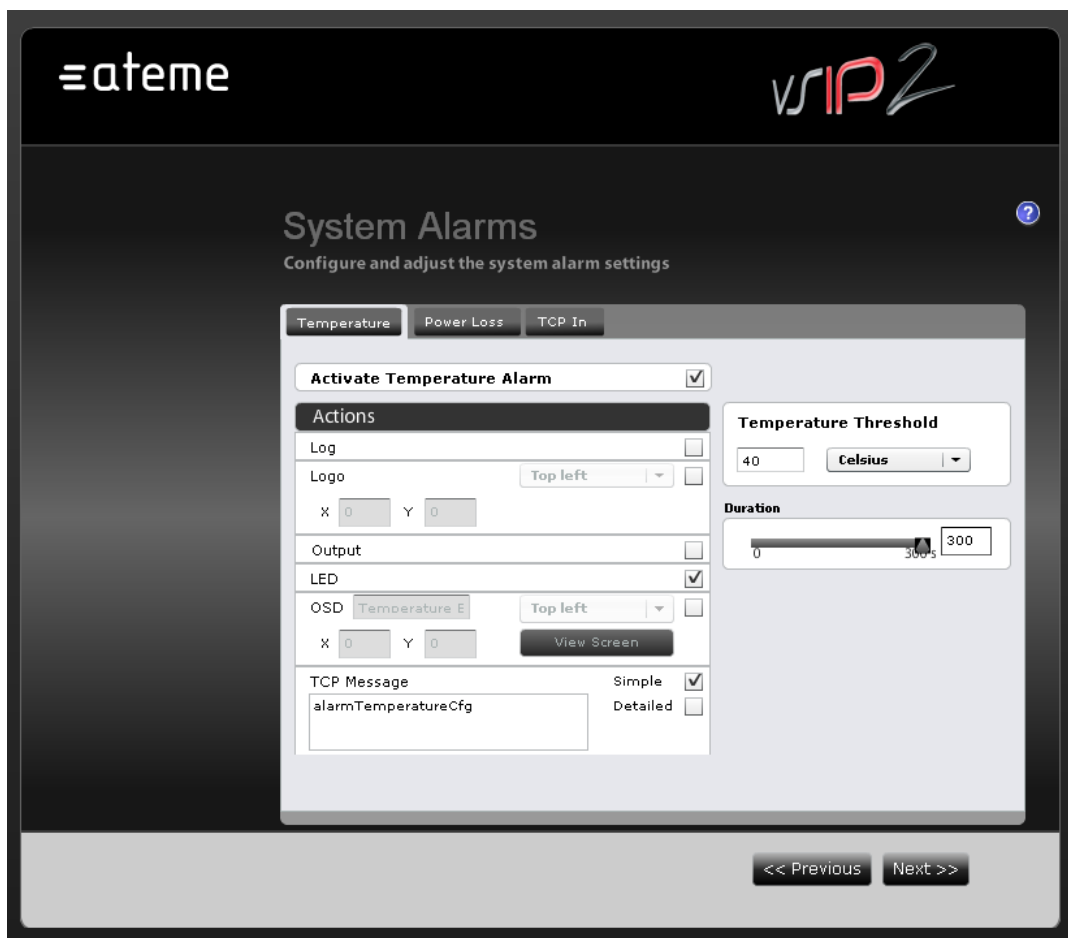 ateme
vsIP2
?
System Alarms
Configure and adjust the system alarm settings
Temperature Power Loss TCP In
Activate Temperature Alarm
Actions
Log
Logo Top left
X 0 Y 0
Output
LED
OSD Temperature E Top left
X 0 Y 0 View Screen
TCP Message Simple
alarmTemperatureCfg Detailed
Temperature Threshold
40 Celsius
Duration
0 300 s 300
<< Previous Next >>